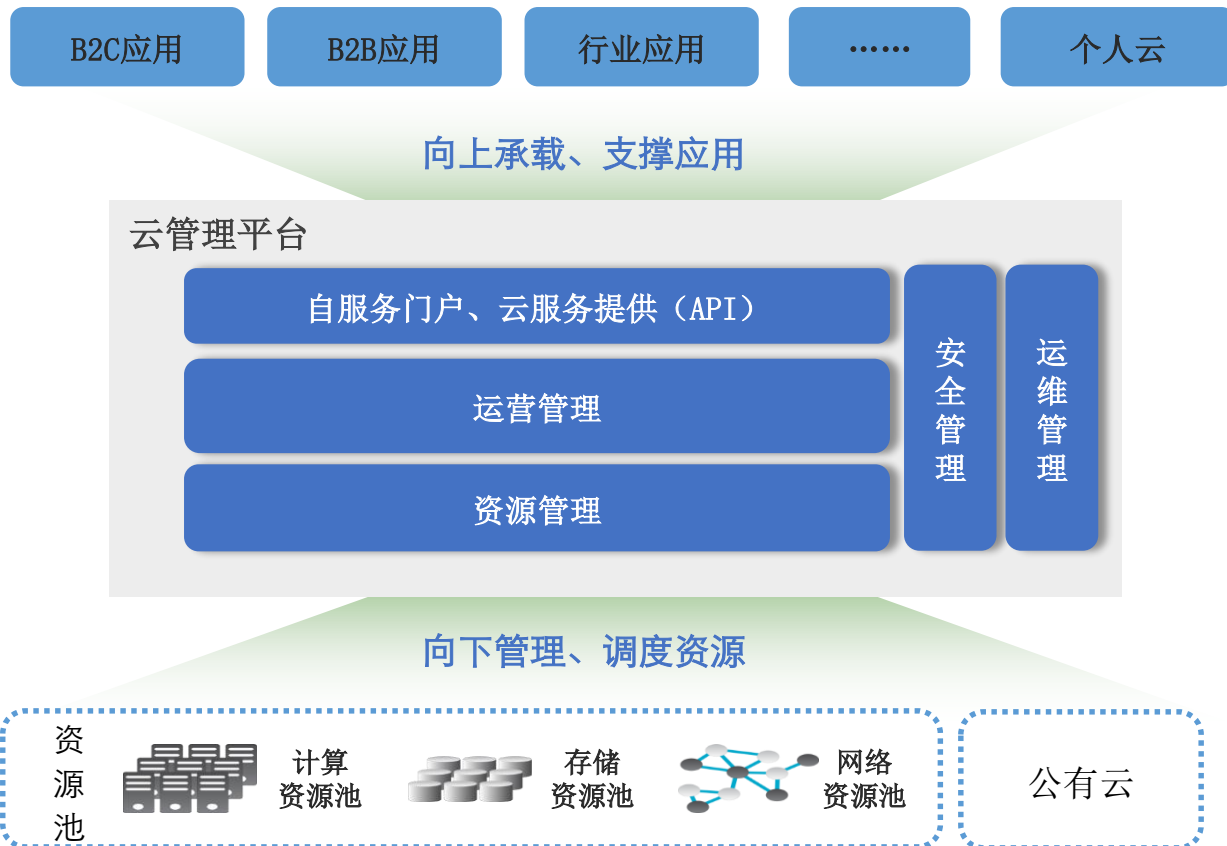 B2C应用
B2B应用
行业应用
……
个人云
向上承载、支撑应用
云管理平台
自服务门户、云服务提供（API）
运营管理
资源管理
安全管理
运维管理
向下管理、调度资源
资源池
计算
资源池
存储
资源池
网络
资源池
公有云